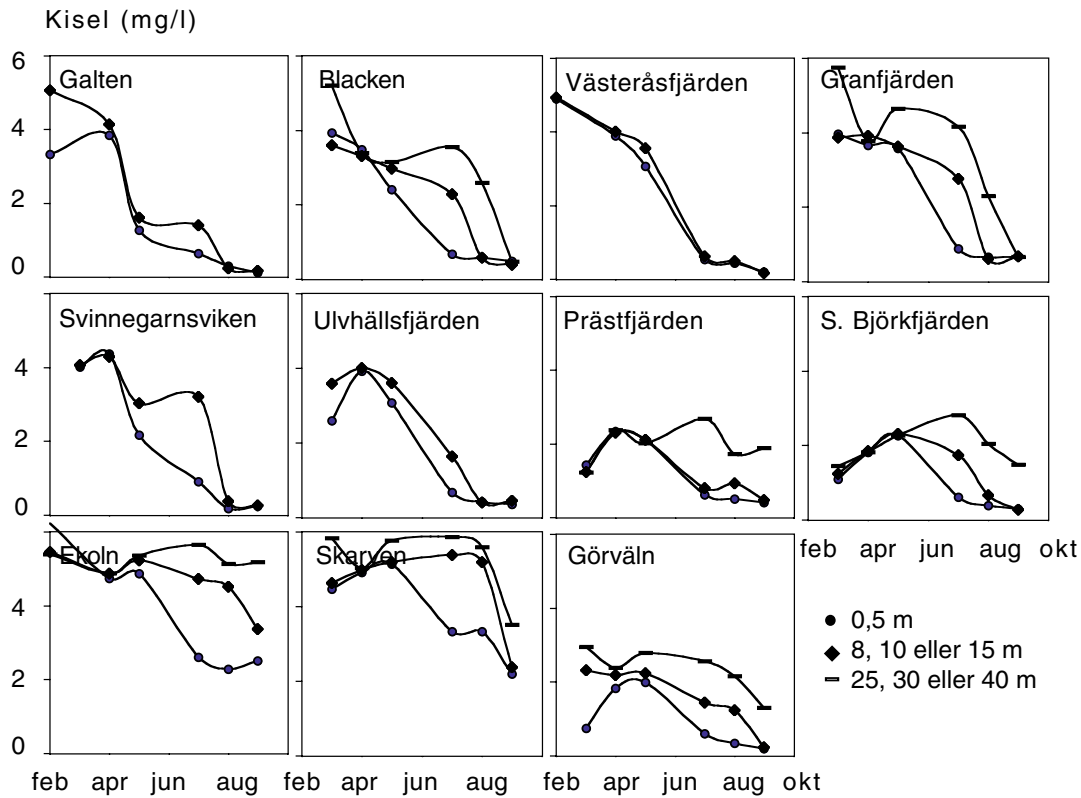 Kisel (mg/l)
6
Galten
Blacken
Västeråsfjärden
Granfjärden
4
2
0
Svinnegarnsviken
Ulvhällsfjärden
Prästfjärden
S. Björkfjärden
4
2
0
feb apr jun aug okt
Ekoln
Skarven
Görväln
4
2
0
0,5 m
8, 10 eller 15 m
25, 30 eller 40 m
feb apr jun aug feb apr jun aug feb apr jun aug okt